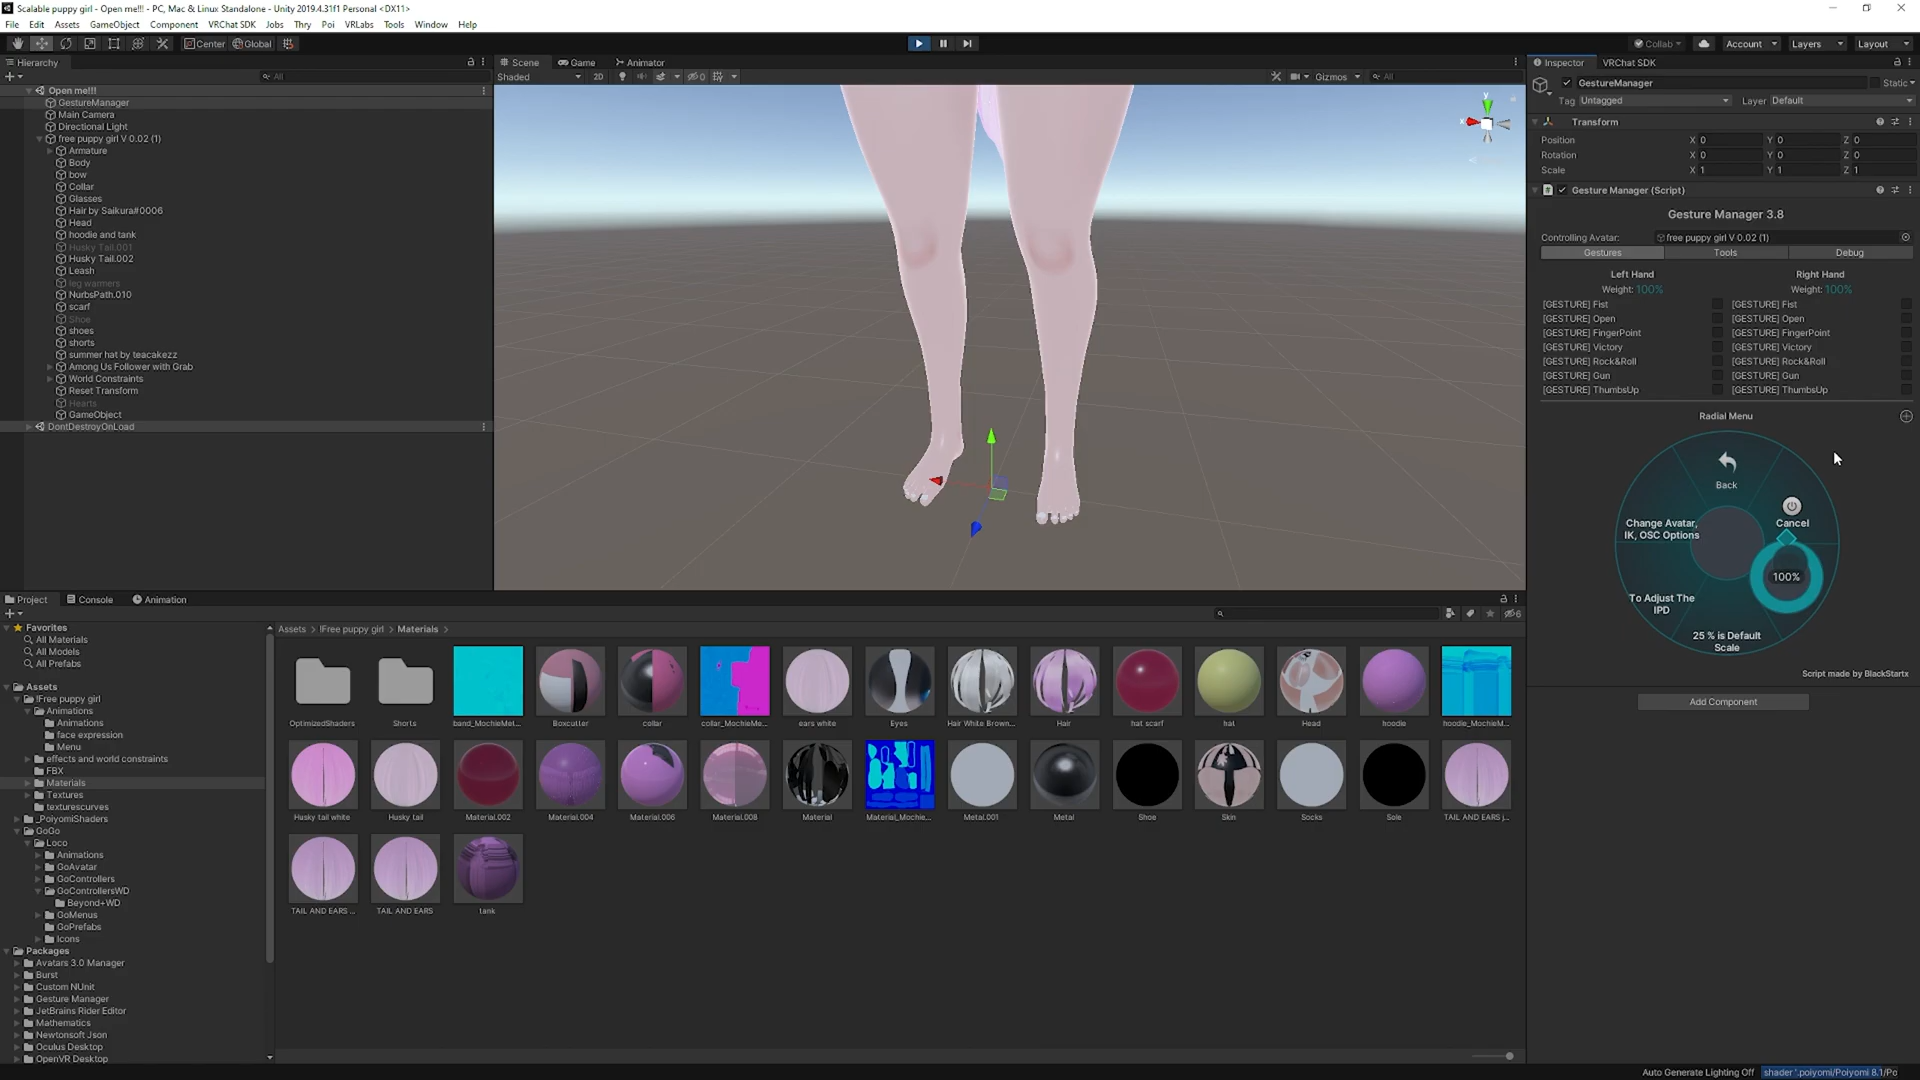 Scalable puppy girl - Open me!!! - PC, Mac & Linux Standalone - Unity 2019.4.31f1 Personal <DX11>
File Edit Assets GameObject Component VRChat SDK Jobs Thry Poi VRLabs Tools Window Help
Center Global Collab Account Layers Layout
Hierarchy Scene Game Animator Inspector VRChat SDK
All Shaded 2D 0 Gizmos All
Open me!!!
GestureManager
Main Camera
Directional Light
free puppy girl V 0.02 (1)
Armature
Body
bow
Collar
Glasses
Hair by Saikura#0006
Head
hoodie and tank
Husky Tail.001
Husky Tail.002
Leash
leg warmers
NurbsPath.010
scarf
Shoe
shoes
shorts
summer hat by teacakezz
Among Us Follower with Grab
World Constraints
Reset Transform
Hearts
GameObject
DontDestroyOnLoad
y
x
GestureManager Static
Tag Untagged Layer Default
Transform
Position X 0 Y 0 Z 0
Rotation X 0 Y 0 Z 0
Scale X 1 Y 1 Z 1
Gesture Manager (Script)
Gesture Manager 3.8
Controlling Avatar: free puppy girl V 0.02 (1)
Gestures Tools Debug
Left Hand Right Hand
Weight: 100% Weight: 100%
[GESTURE] Fist [GESTURE] Fist
[GESTURE] Open [GESTURE] Open
[GESTURE] FingerPoint [GESTURE] FingerPoint
[GESTURE] Victory [GESTURE] Victory
[GESTURE] Rock&Roll [GESTURE] Rock&Roll
[GESTURE] Gun [GESTURE] Gun
[GESTURE] ThumbsUp [GESTURE] ThumbsUp
Radial Menu
Back
Cancel
Change Avatar,
IK, OSC Options
100%
To Adjust The
IPD
25 % is Default
Scale
Script made by BlackStartx
Add Component
Project Console Animation
6
Favorites
All Materials
All Models
All Prefabs
Assets
!Free puppy girl
Animations
Animations
face expression
Menu
effects and world constraints
FBX
Materials
Textures
texturecurves
_PoiyomiShaders
GoGo
Loco
Animations
GoAvatar
GoControllers
GoControllersWD
Beyond+WD
GoMenus
GoPrefabs
Icons
Packages
Avatars 3.0 Manager
Burst
Custom NUnit
Gesture Manager
JetBrains Rider Editor
Mathematics
Newtonsoft Json
Oculus Desktop
OpenVR Desktop
Assets > !Free puppy girl > Materials >
OptimizedShaders Shorts band_MochieMet... Boxcutter collar collar_MochieMe... ears white Eyes Hair White Brown... Hair hat scarf hat Head hoodie hoodie_MochieM...
Husky tail white Husky tail Material.002 Material.004 Material.006 Material.008 Material Material_Mochie... Metal.001 Metal Shoe Skin Socks Sole TAIL AND EARS j...
TAIL AND EARS ... TAIL AND EARS tank
Auto Generate Lighting Off shader '.poiyomi/Poiyomi 8.1/Po